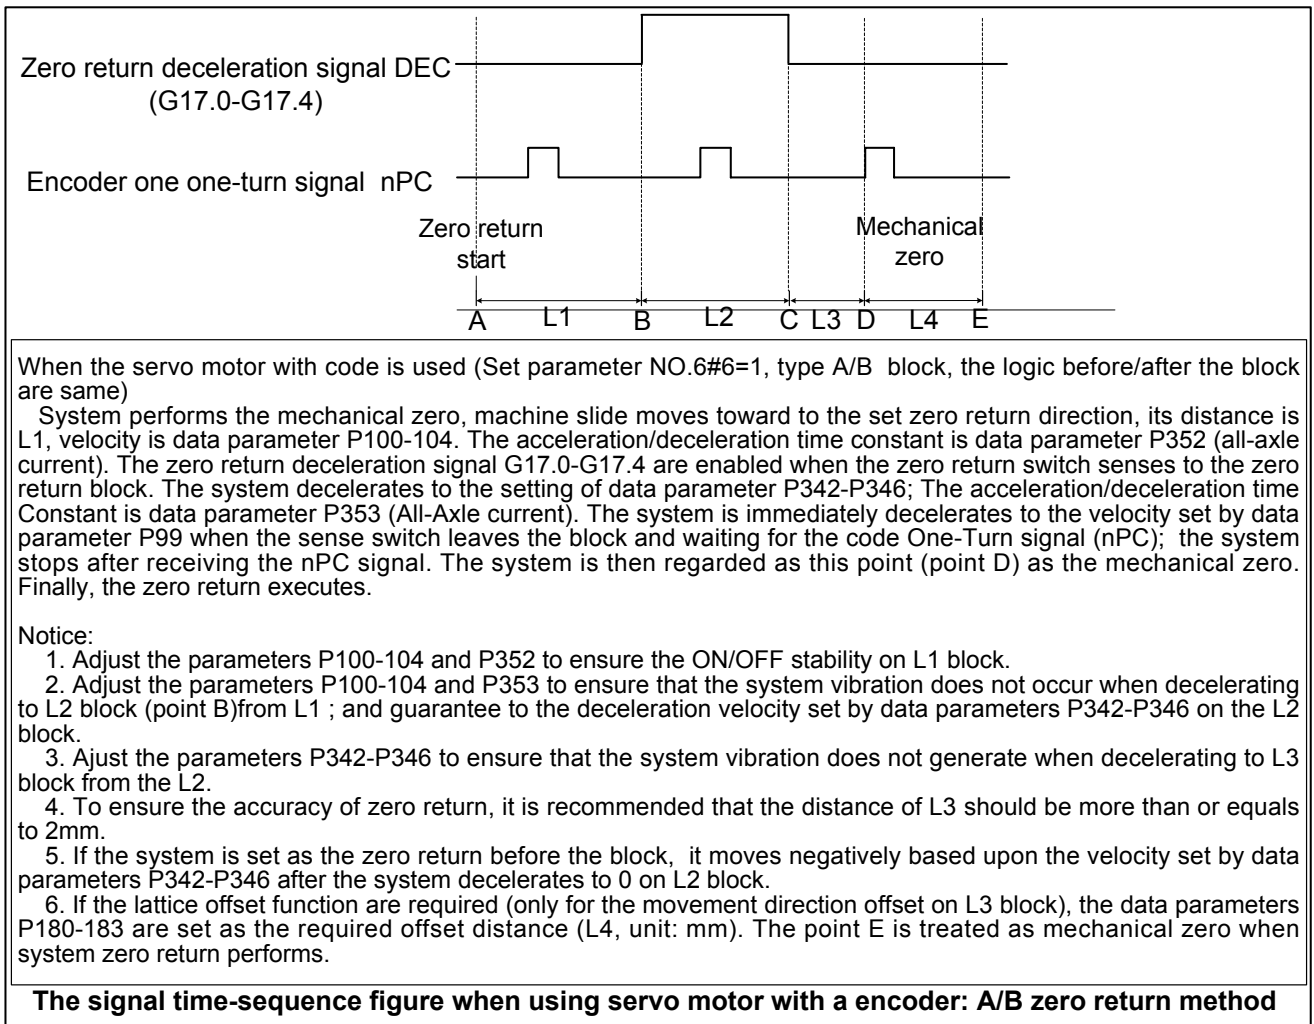 Zero return deceleration signal DEC
(G17.0-G17.4)
Encoder one one-turn signal nPC
Zero return
start
Mechanical
zero
A L1 B L2 C L3 D L4 E
When the servo motor with code is used (Set parameter NO.6#6=1, type A/B block, the logic before/after the block
are same)
System performs the mechanical zero, machine slide moves toward to the set zero return direction, its distance is
L1, velocity is data parameter P100-104. The acceleration/deceleration time constant is data parameter P352 (all-axle
current). The zero return deceleration signal G17.0-G17.4 are enabled when the zero return switch senses to the zero
return block. The system decelerates to the setting of data parameter P342-P346; The acceleration/deceleration time
Constant is data parameter P353 (All-Axle current). The system is immediately decelerates to the velocity set by data
parameter P99 when the sense switch leaves the block and waiting for the code One-Turn signal (nPC); the system
stops after receiving the nPC signal. The system is then regarded as this point (point D) as the mechanical zero.
Finally, the zero return executes.
Notice:
1. Adjust the parameters P100-104 and P352 to ensure the ON/OFF stability on L1 block.
2. Adjust the parameters P100-104 and P353 to ensure that the system vibration does not occur when decelerating
to L2 block (point B)from L1 ; and guarantee to the deceleration velocity set by data parameters P342-P346 on the L2
block.
3. Ajust the parameters P342-P346 to ensure that the system vibration does not generate when decelerating to L3
block from the L2.
4. To ensure the accuracy of zero return, it is recommended that the distance of L3 should be more than or equals
to 2mm.
5. If the system is set as the zero return before the block, it moves negatively based upon the velocity set by data
parameters P342-P346 after the system decelerates to 0 on L2 block.
6. If the lattice offset function are required (only for the movement direction offset on L3 block), the data parameters
P180-183 are set as the required offset distance (L4, unit: mm). The point E is treated as mechanical zero when
system zero return performs.
The signal time-sequence figure when using servo motor with a encoder: A/B zero return method